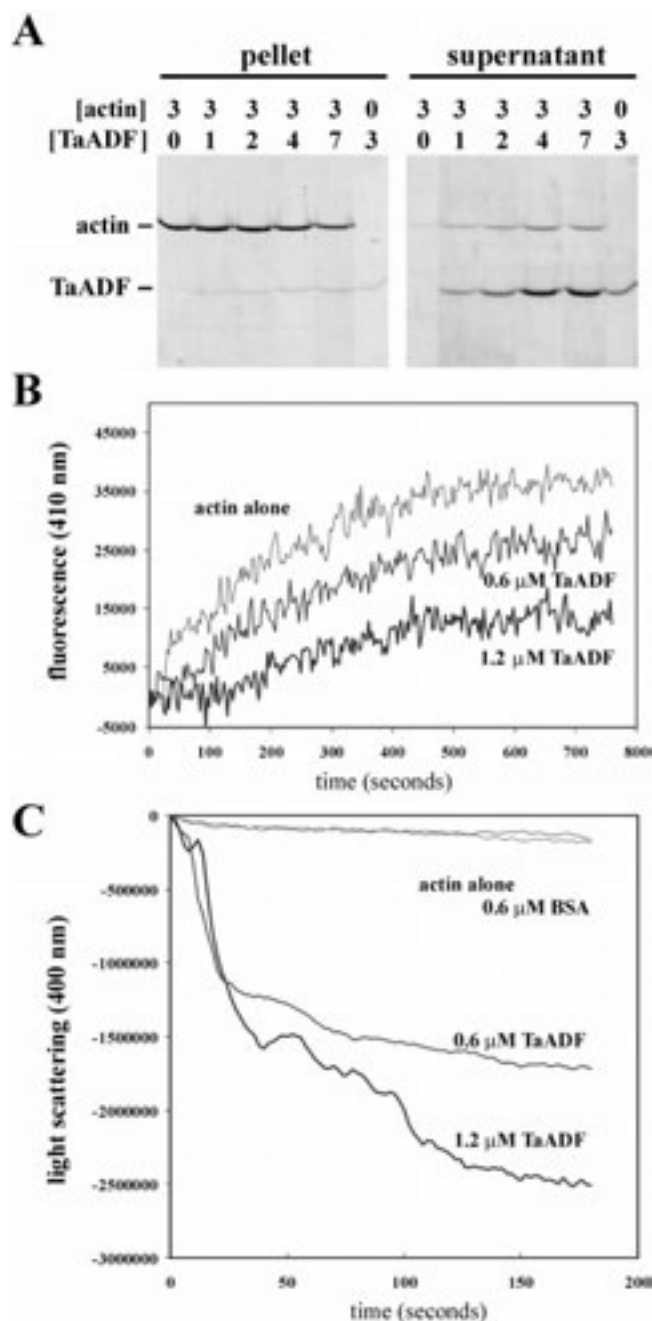 A
pellet supernatant
[actin] 3 3 3 3 3 0 3 3 3 3 3 0
[TaADF] 0 1 2 4 7 3 0 1 2 4 7 3
actin –
TaADF –
B
fluorescence (410 nm)
45000
35000
25000
15000
5000
-5000
actin alone
0.6 μM TaADF
1.2 μM TaADF
0 100 200 300 400 500 600 700 800
time (seconds)
C
light scattering (400 nm)
0
-500000
-1000000
-1500000
-2000000
-2500000
-3000000
actin alone
0.6 μM BSA
0.6 μM TaADF
1.2 μM TaADF
0 50 100 150 200
time (seconds)